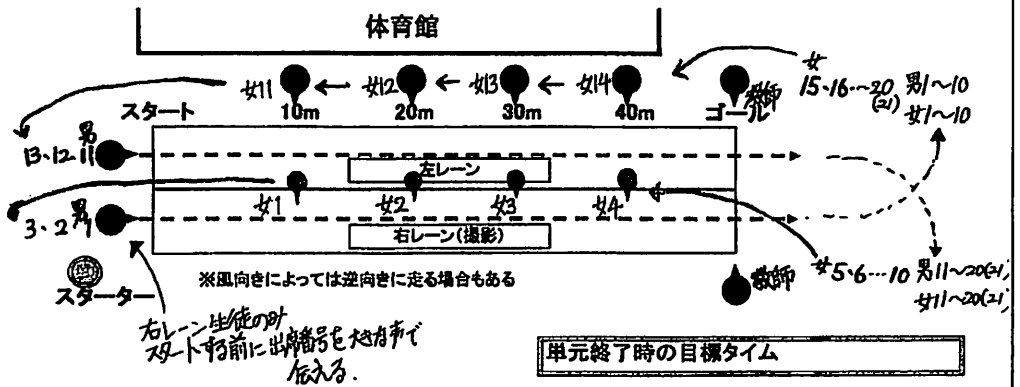 体育館
女
女11 ↔ 女12 ← 女13 ← 女14
15・16・〜20(21)
男1〜10
女1〜10
スタート 10m 20m 30m 40m ゴール 教師
男
13・12・11
左レーン
女1 女2 女3 女4
男
3・2・1
右レーン(撮影)
スターター
※風向きによっては逆向きに走る場合もある
教師
女5・6…10
男11〜20(21)
女11〜20(21)
右レーン生徒のみ
スタートする前に出席番号を大きな声で
伝える.
単元終了時の目標タイム